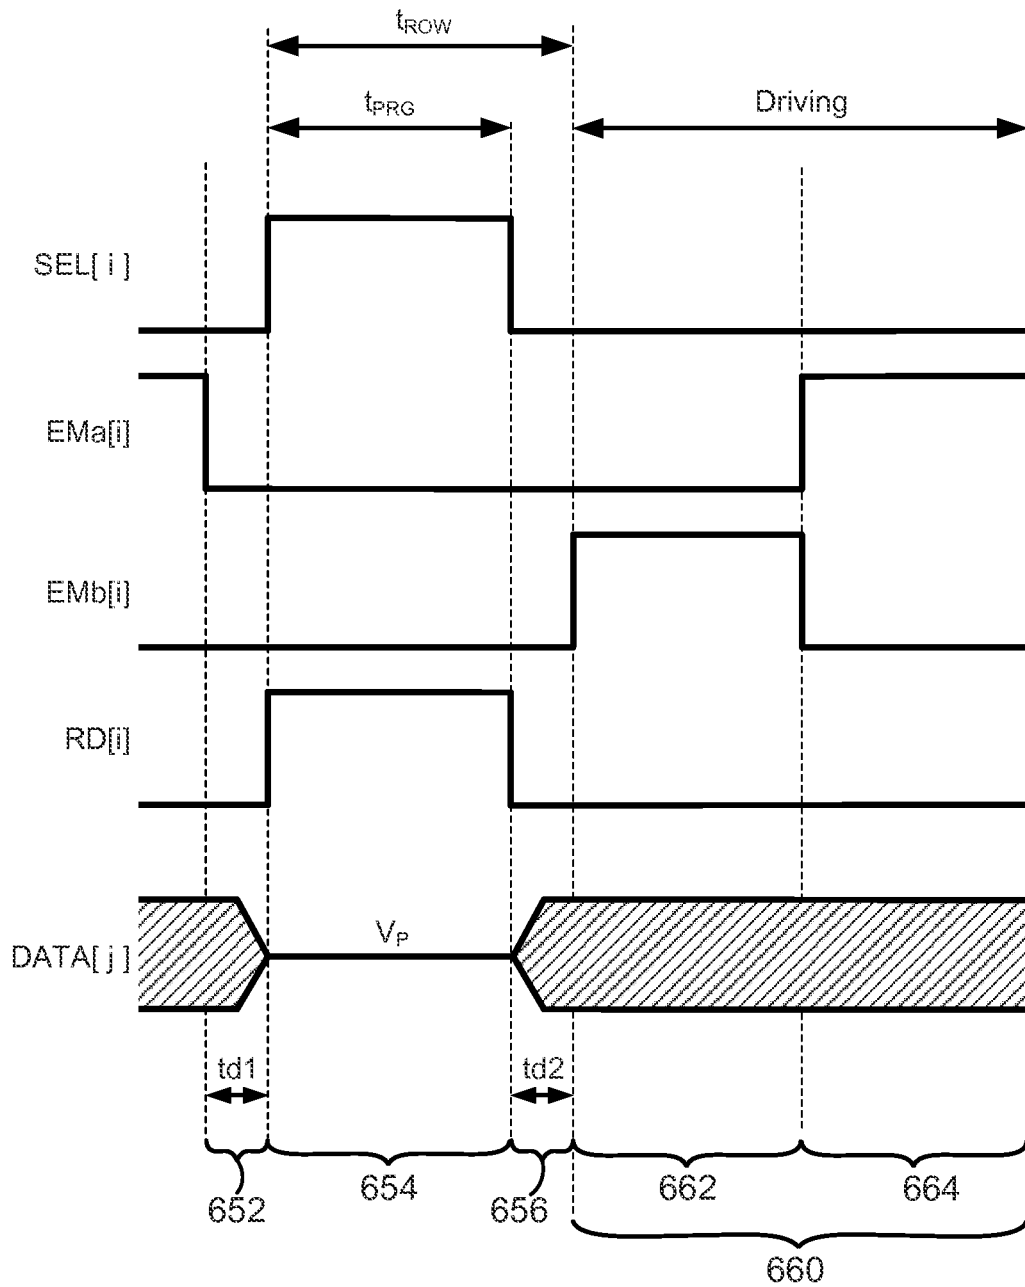 tROW
tPRG
Driving
SEL[ i ]
EMa[i]
EMb[i]
RD[i]
VP
DATA[ j ]
td1
td2
652
654
656
662
664
660